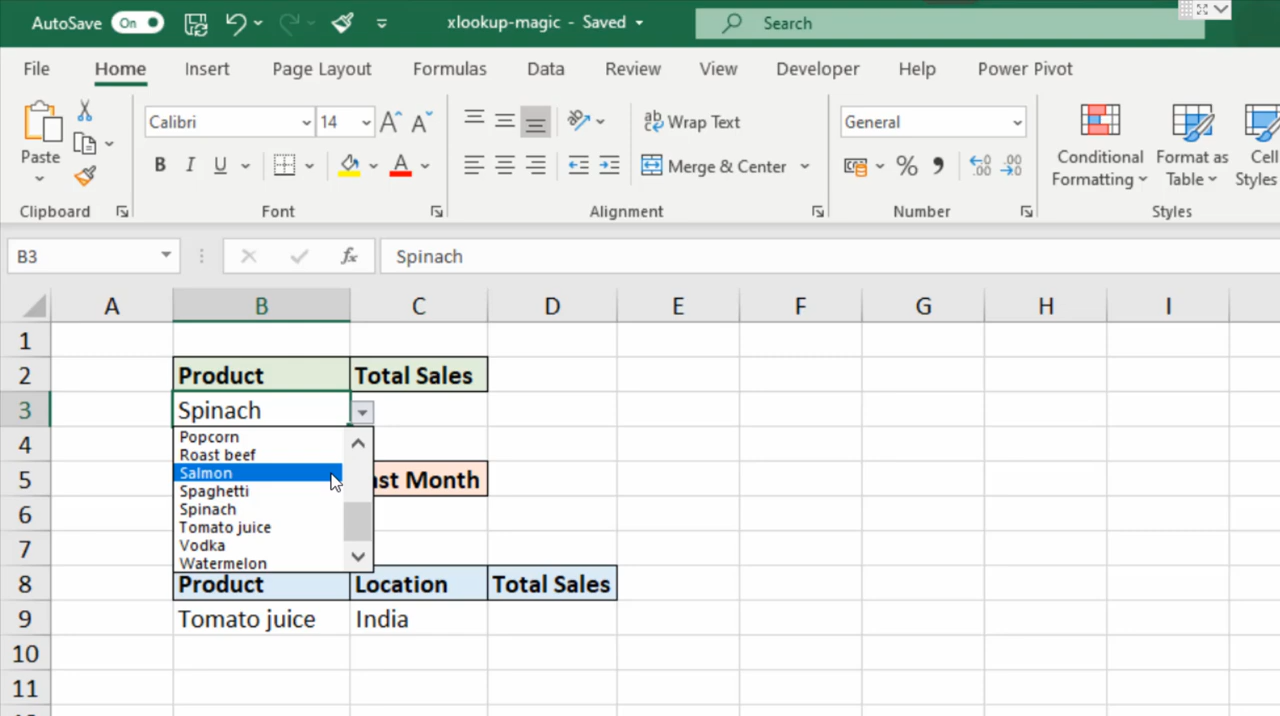 AutoSave On xlookup-magic - Saved Search
File Home Insert Page Layout Formulas Data Review View Developer Help Power Pivot
Calibri 14 A A Wrap Text General
Paste B I U A Merge & Center % Conditional Formatting Format as Table Cell Styles
Clipboard Font Alignment Number Styles
B3 fx Spinach
A B C D E F G H I
1
2 Product Total Sales
3 Spinach
Popcorn
4 Roast beef
Salmon
5 Month
Spaghetti
6 Spinach
Tomato juice
7 Vodka
Watermelon
8 Product Location Total Sales
9 Tomato juice India
10
11